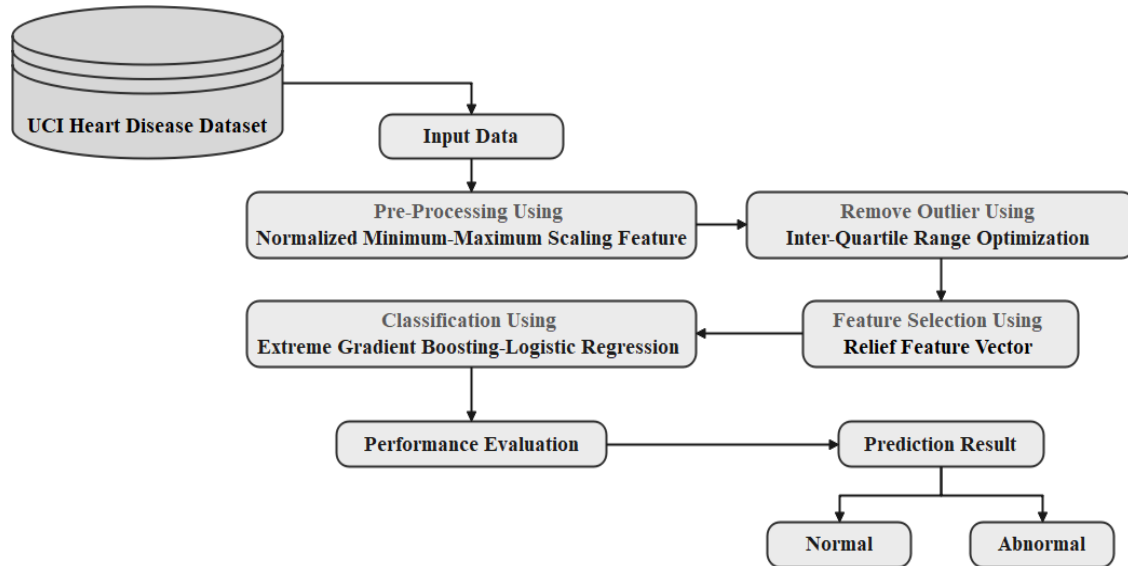 UCI Heart Disease Dataset
Input Data
Pre-Processing Using
Normalized Minimum-Maximum Scaling Feature
Remove Outlier Using
Inter-Quartile Range Optimization
Feature Selection Using
Relief Feature Vector
Classification Using
Extreme Gradient Boosting-Logistic Regression
Performance Evaluation
Prediction Result
Normal
Abnormal